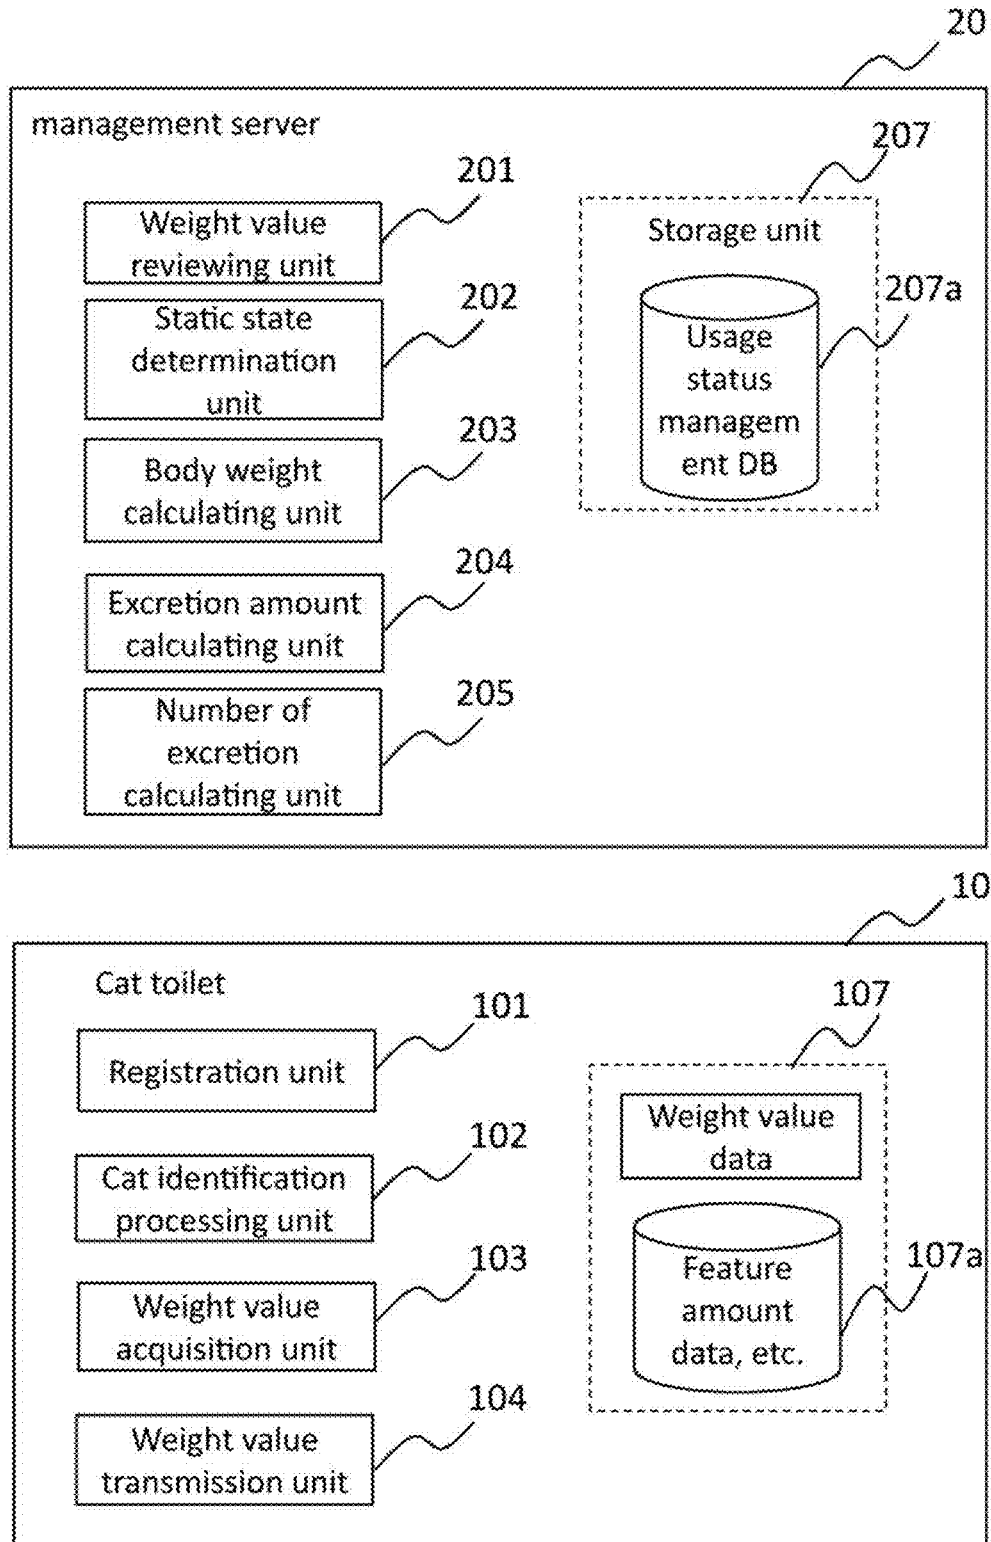 20
management server
201
207
Weight value
reviewing unit
Storage unit
202
207a
Static state
determination
unit
Usage
status
managem
ent DB
203
Body weight
calculating unit
204
Excretion amount
calculating unit
205
Number of
excretion
calculating unit
10
Cat toilet
101
107
Registration unit
Weight value
data
102
Cat identification
processing unit
103
107a
Weight value
acquisition unit
Feature
amount
data, etc.
104
Weight value
transmission unit